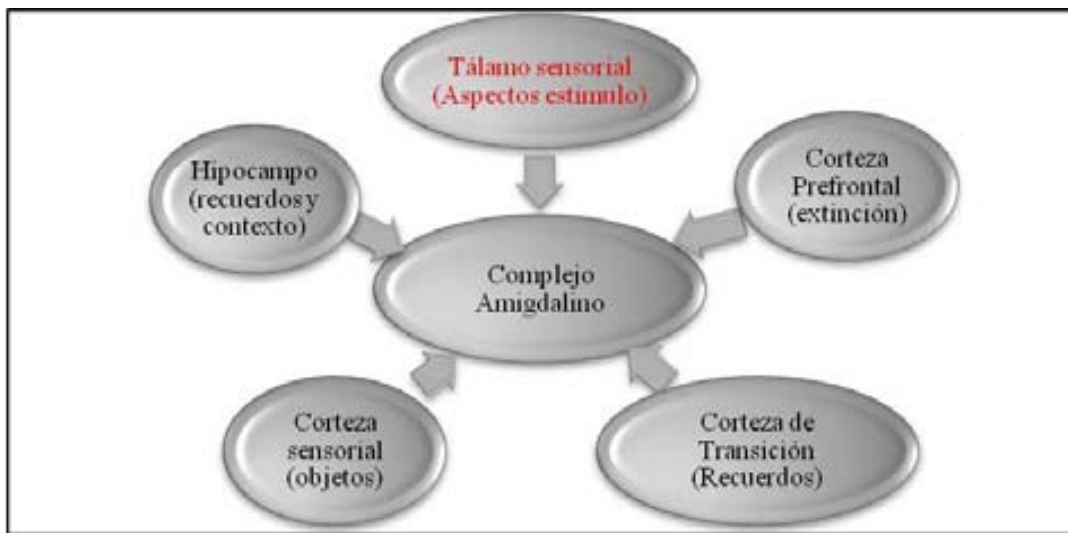 Tálamo sensorial
(Aspectos estimulo)
Hipocampo
(recuerdos y
contexto)
Corteza
Prefrontal
(extinción)
Complejo
Amigdalino
Corteza
sensorial
(objetos)
Corteza de
Transición
(Recuerdos)